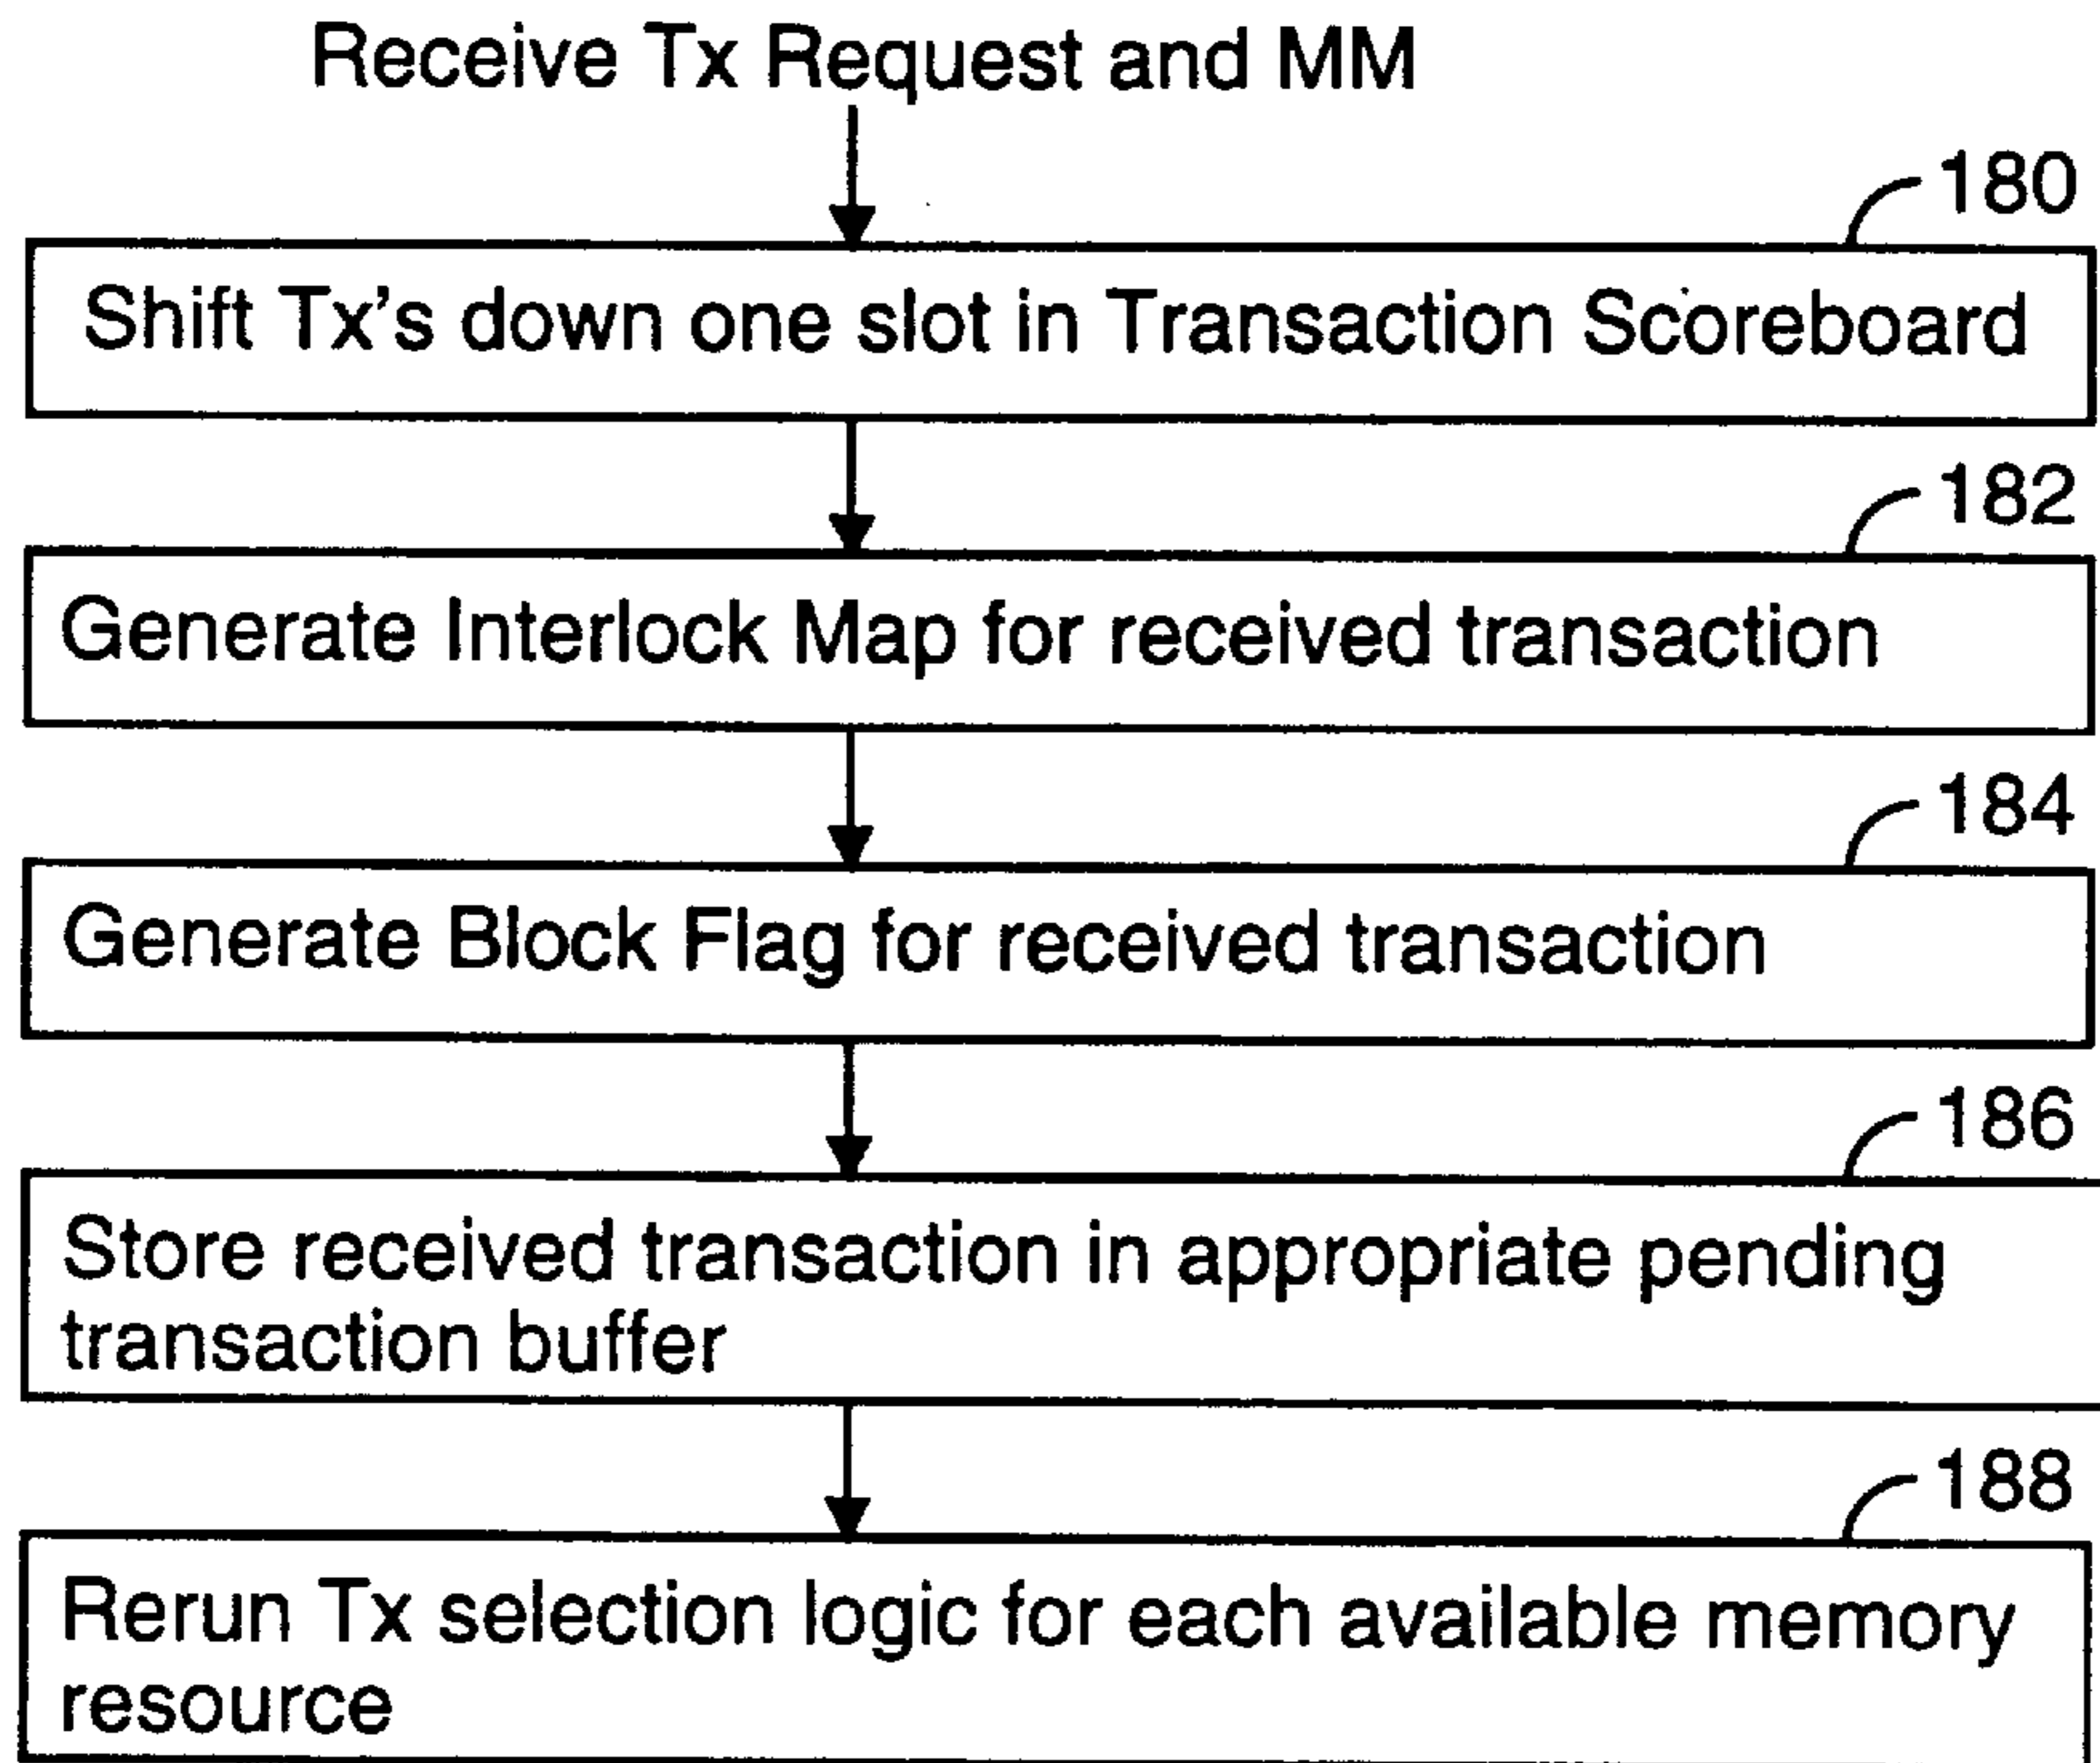 Receive Tx Request and MM
180
Shift Tx's down one slot in Transaction Scoreboard
182
Generate Interlock Map for received transaction
184
Generate Block Flag for received transaction
186
Store received transaction in appropriate pending
transaction buffer
188
Rerun Tx selection logic for each available memory
resource